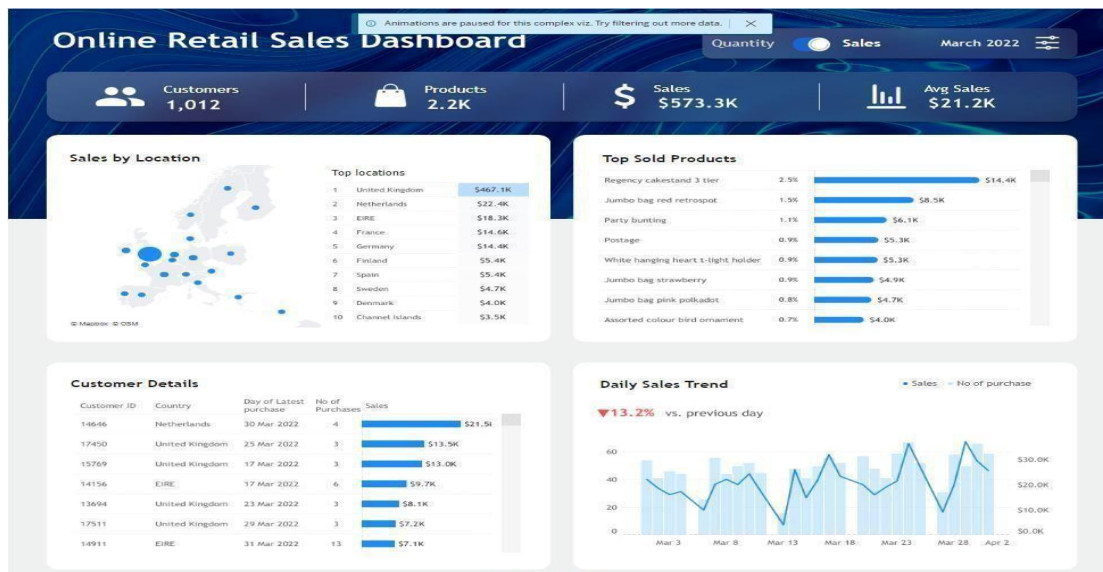 Animations are paused for this complex viz. Try filtering out more data.
Online Retail Sales Dashboard
Quantity Sales March 2022
Customers
1,012
Products
2.2K
Sales
$573.3K
Avg Sales
$21.2K
Sales by Location
Top locations
1 United Kingdom $467.1K
2 Netherlands $22.4K
3 EIRE $18.3K
4 France $14.6K
5 Germany $14.4K
6 Finland $5.4K
7 Spain $5.4K
8 Sweden $4.7K
9 Denmark $4.0K
10 Channel Islands $3.5K
© Mapbox © OSM
Top Sold Products
Regency cakestand 3 tier 2.5% $14.4K
Jumbo bag red retrospot 1.5% $8.5K
Party bunting 1.1% $6.1K
Postage 0.9% $5.3K
White hanging heart t-light holder 0.9% $5.3K
Jumbo bag strawberry 0.9% $4.9K
Jumbo bag pink polkadot 0.8% $4.7K
Assorted colour bird ornament 0.7% $4.0K
Customer Details
Customer ID Country Day of Latest purchase No of Purchases Sales
14646 Netherlands 30 Mar 2022 4 $21.5
17450 United Kingdom 25 Mar 2022 3 $13.5K
15769 United Kingdom 17 Mar 2022 3 $13.0K
14156 EIRE 17 Mar 2022 6 $9.7K
13694 United Kingdom 23 Mar 2022 3 $8.1K
17511 United Kingdom 29 Mar 2022 3 $7.2K
14911 EIRE 31 Mar 2022 13 $7.1K
Daily Sales Trend
Sales No of purchase
▼13.2% vs. previous day
60
40
20
0
$30.0K
$20.0K
$10.0K
$0.0K
Mar 3 Mar 8 Mar 13 Mar 18 Mar 23 Mar 28 Apr 2